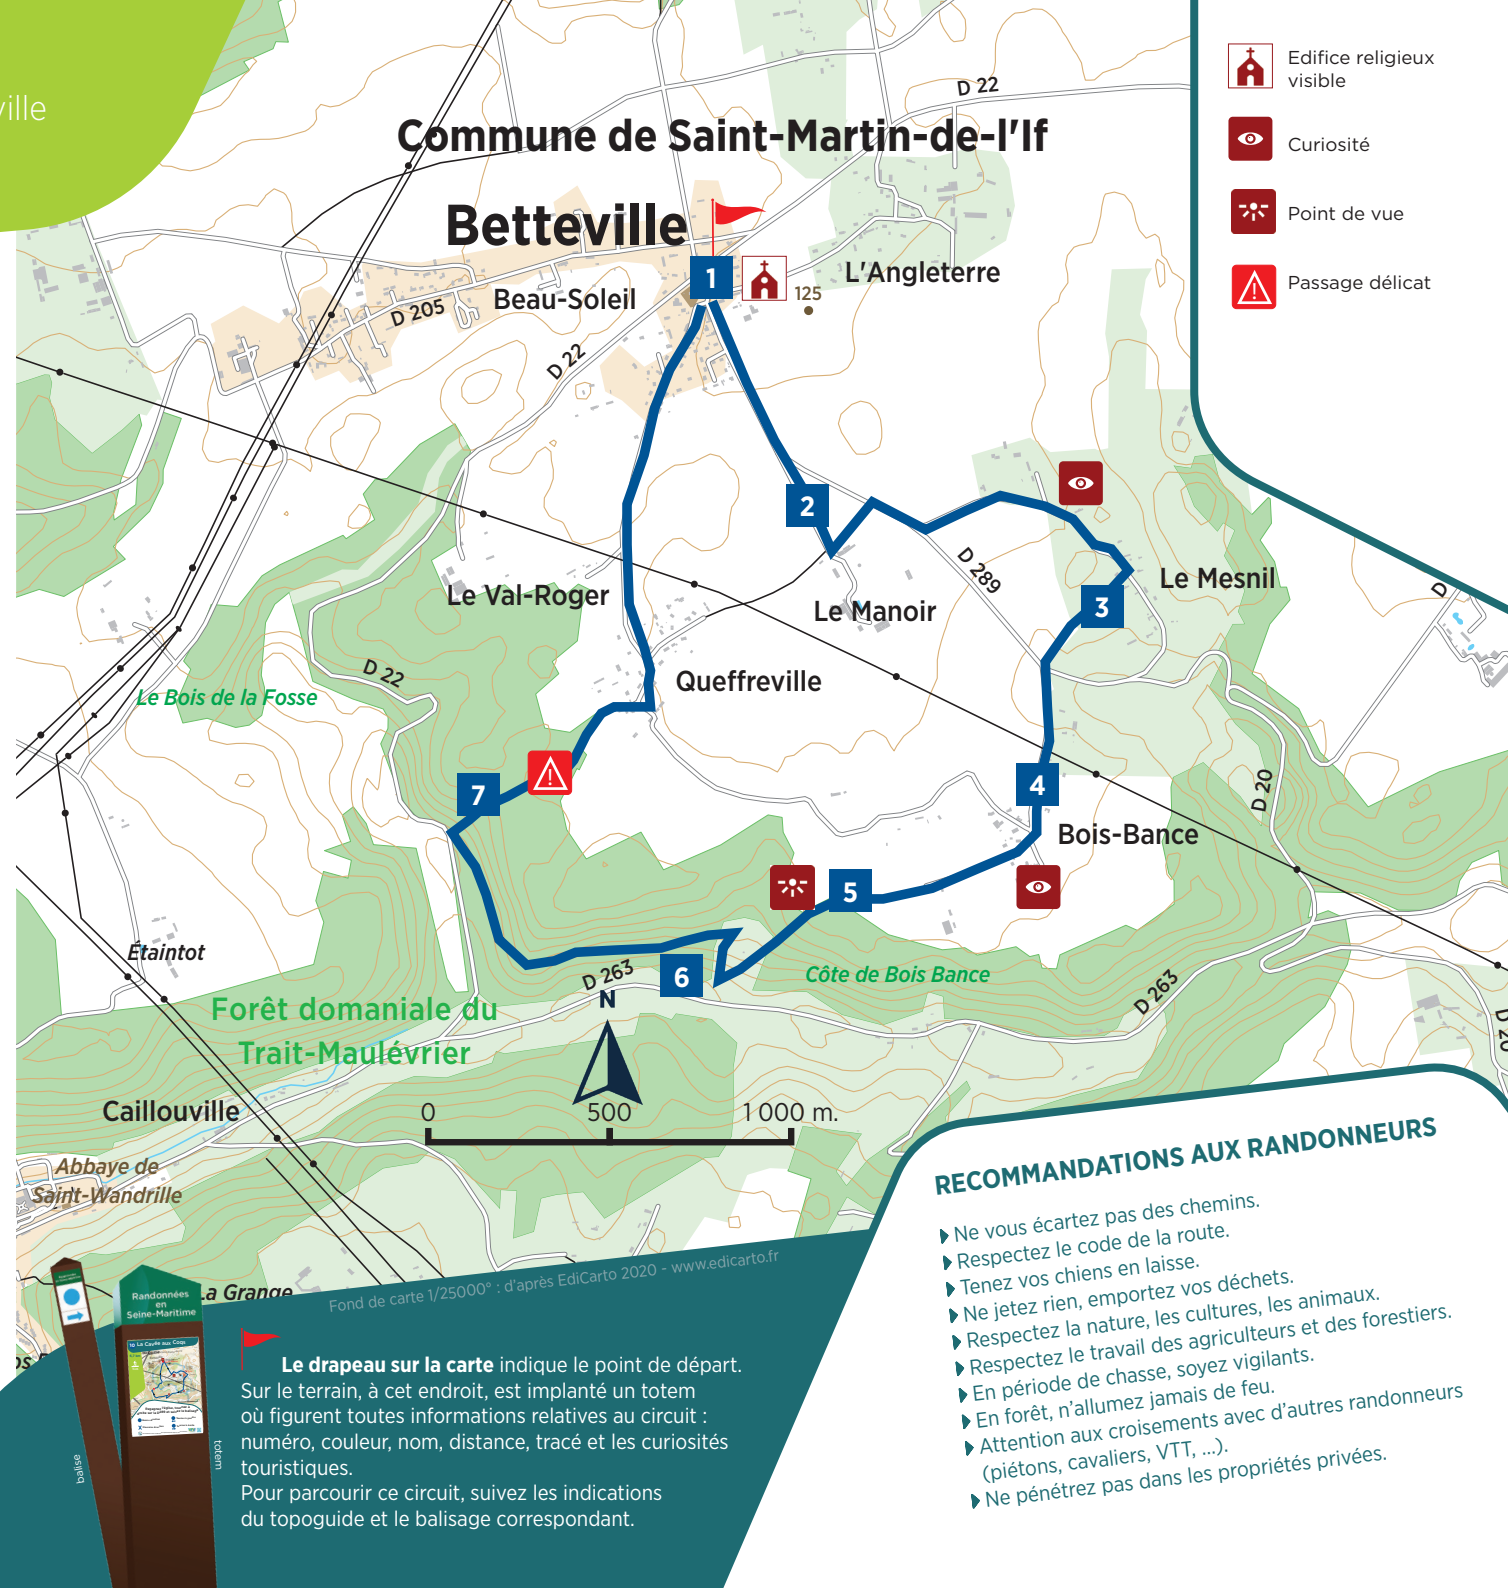 ville
Edifice religieux
visible
Curiosité
Point de vue
Passage délicat
D 22
Commune de Saint-Martin-de-l'If
Betteville
1
L'Angleterre
125
Beau-Soleil
D 205
D 22
2
D 289
Le Mesnil
3
D
Le Val-Roger
Le Manoir
D 22
Queffreville
Le Bois de la Fosse
7
4
D 20
Bois-Bance
5
Étaintot
D 263
6
Côte de Bois Bance
D 263
D 20
N
Forêt domaniale du
Trait-Maulévrier
0 500 1 000 m.
Caillouville
Abbaye de
Saint-Wandrille
La Grange
Fond de carte 1/25000° : d'après EdiCarto 2020 - www.edicarto.fr
RECOMMANDATIONS AUX RANDONNEURS
Ne vous écartez pas des chemins.
Respectez le code de la route.
Tenez vos chiens en laisse.
Ne jetez rien, emportez vos déchets.
Respectez la nature, les cultures, les animaux.
Respectez le travail des agriculteurs et des forestiers.
En période de chasse, soyez vigilants.
En forêt, n'allumez jamais de feu.
Attention aux croisements avec d'autres randonneurs
(piétons, cavaliers, VTT, ...).
Ne pénétrez pas dans les propriétés privées.
Randonnées
en
Seine-Maritime
La Cavée aux Coqs
balise
totem
Le drapeau sur la carte indique le point de départ.
Sur le terrain, à cet endroit, est implanté un totem
où figurent toutes informations relatives au circuit :
numéro, couleur, nom, distance, tracé et les curiosités
touristiques.
Pour parcourir ce circuit, suivez les indications
du topoguide et le balisage correspondant.